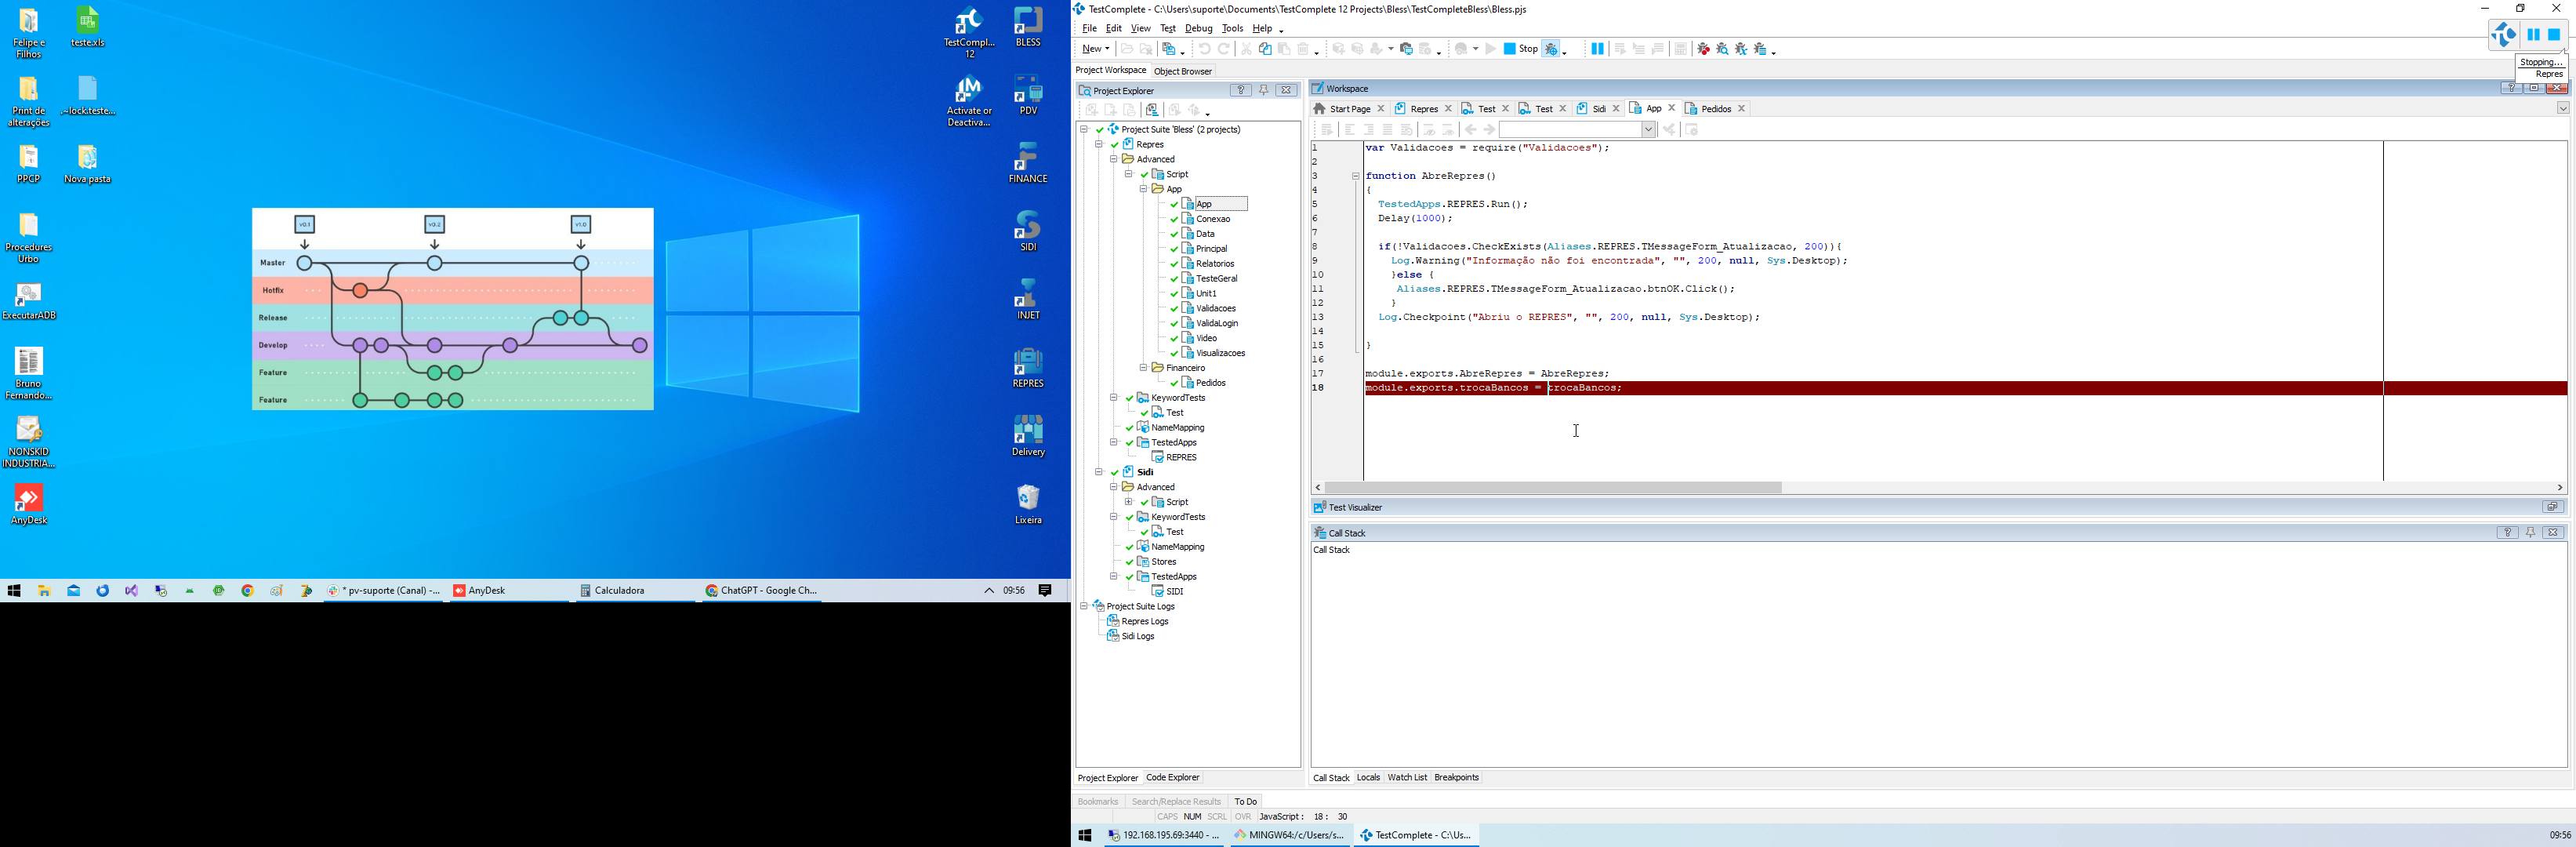 Felipe e
Filhos
teste.xls
Print de
alterações
.~lock.teste...
PPCP
Nova pasta
Procedures
Urbo
ExecutarADB
Bruno
Fernando...
NONSKID
INDUSTRIA...
AnyDesk
v0.1
v0.2
v1.0
Master
Hotfix
Release
Develop
Feature
Feature
TestCompl...
12
BLESS
Activate or
Deactiva...
PDV
FINANCE
SIDI
INJET
REPRES
Delivery
Lixeira
* pv-suporte (Canal) -...
AnyDesk
Calculadora
ChatGPT - Google Ch...
09:56
TestComplete - C:\Users\suporte\Documents\TestComplete 12 Projects\Bless\TestCompleteBless\Bless.pjs
File Edit View Test Debug Tools Help
New
Stop
Stopping...
Repres
Project Workspace Object Browser
Project Explorer
Project Suite 'Bless' (2 projects)
Repres
Advanced
Script
App
App
Conexao
Data
Principal
Relatorios
TesteGeral
Unit1
Validacoes
ValidaLogin
Video
Visualizacoes
Financeiro
Pedidos
KeywordTests
Test
NameMapping
TestedApps
REPRES
Sidi
Advanced
Script
KeywordTests
Test
NameMapping
Stores
TestedApps
SIDI
Project Suite Logs
Repres Logs
Sidi Logs
Project Explorer Code Explorer
Workspace
Start Page Repres Test Test Sidi App Pedidos
1 var Validacoes = require("Validacoes");
2
3 function AbreRepres()
4 {
5 TestedApps.REPRES.Run();
6 Delay(1000);
7
8 if(!Validacoes.CheckExists(Aliases.REPRES.TMessageForm_Atualizacao, 200)){
9 Log.Warning("Informação não foi encontrada", "", 200, null, Sys.Desktop);
10 }else {
11 Aliases.REPRES.TMessageForm_Atualizacao.btnOK.Click();
12 }
13 Log.Checkpoint("Abriu o REPRES", "", 200, null, Sys.Desktop);
14
15 }
16
17 module.exports.AbreRepres = AbreRepres;
18 module.exports.trocaBancos = trocaBancos;
Test Visualizer
Call Stack
Call Stack
Call Stack Locals Watch List Breakpoints
Bookmarks Search/Replace Results To Do
CAPS NUM SCRL OVR JavaScript : 18 : 30
192.168.195.69:3440 - ...
MINGW64:/c/Users/s...
TestComplete - C:\Us...
09:56